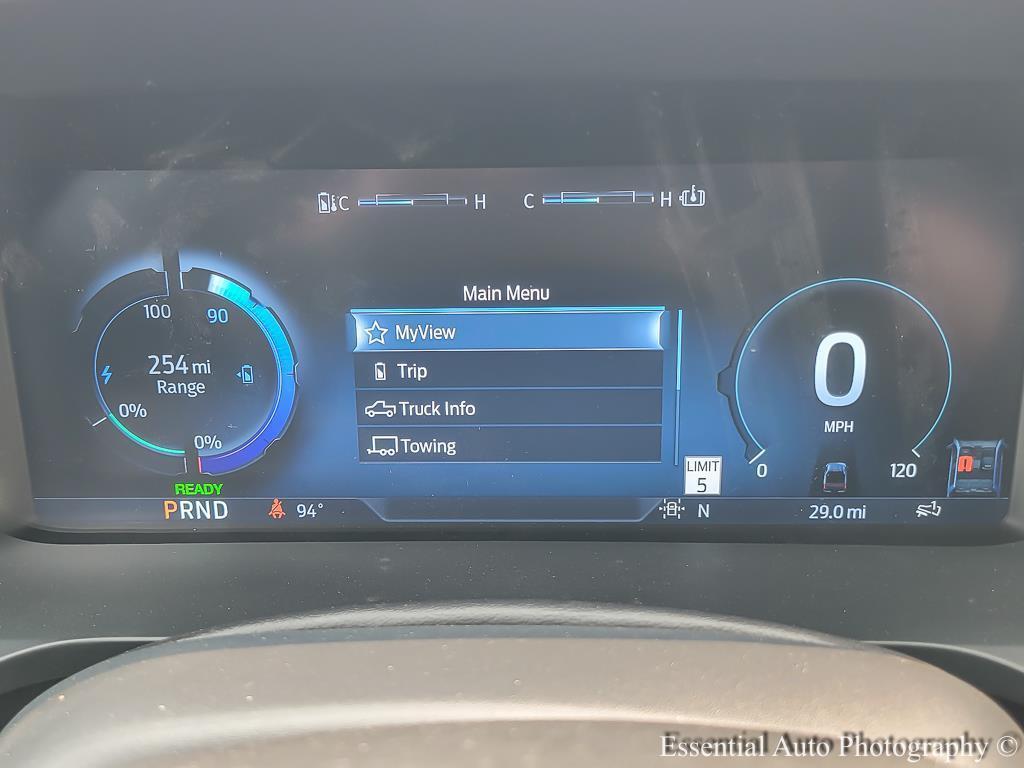 C H C H
Main Menu
MyView
Trip
Truck Info
Towing
100 90
254 mi
Range
0%
0%
READY
PRND 94°
0
MPH
0 120
LIMIT
5
N 29.0 mi
Essential Auto Photography ©